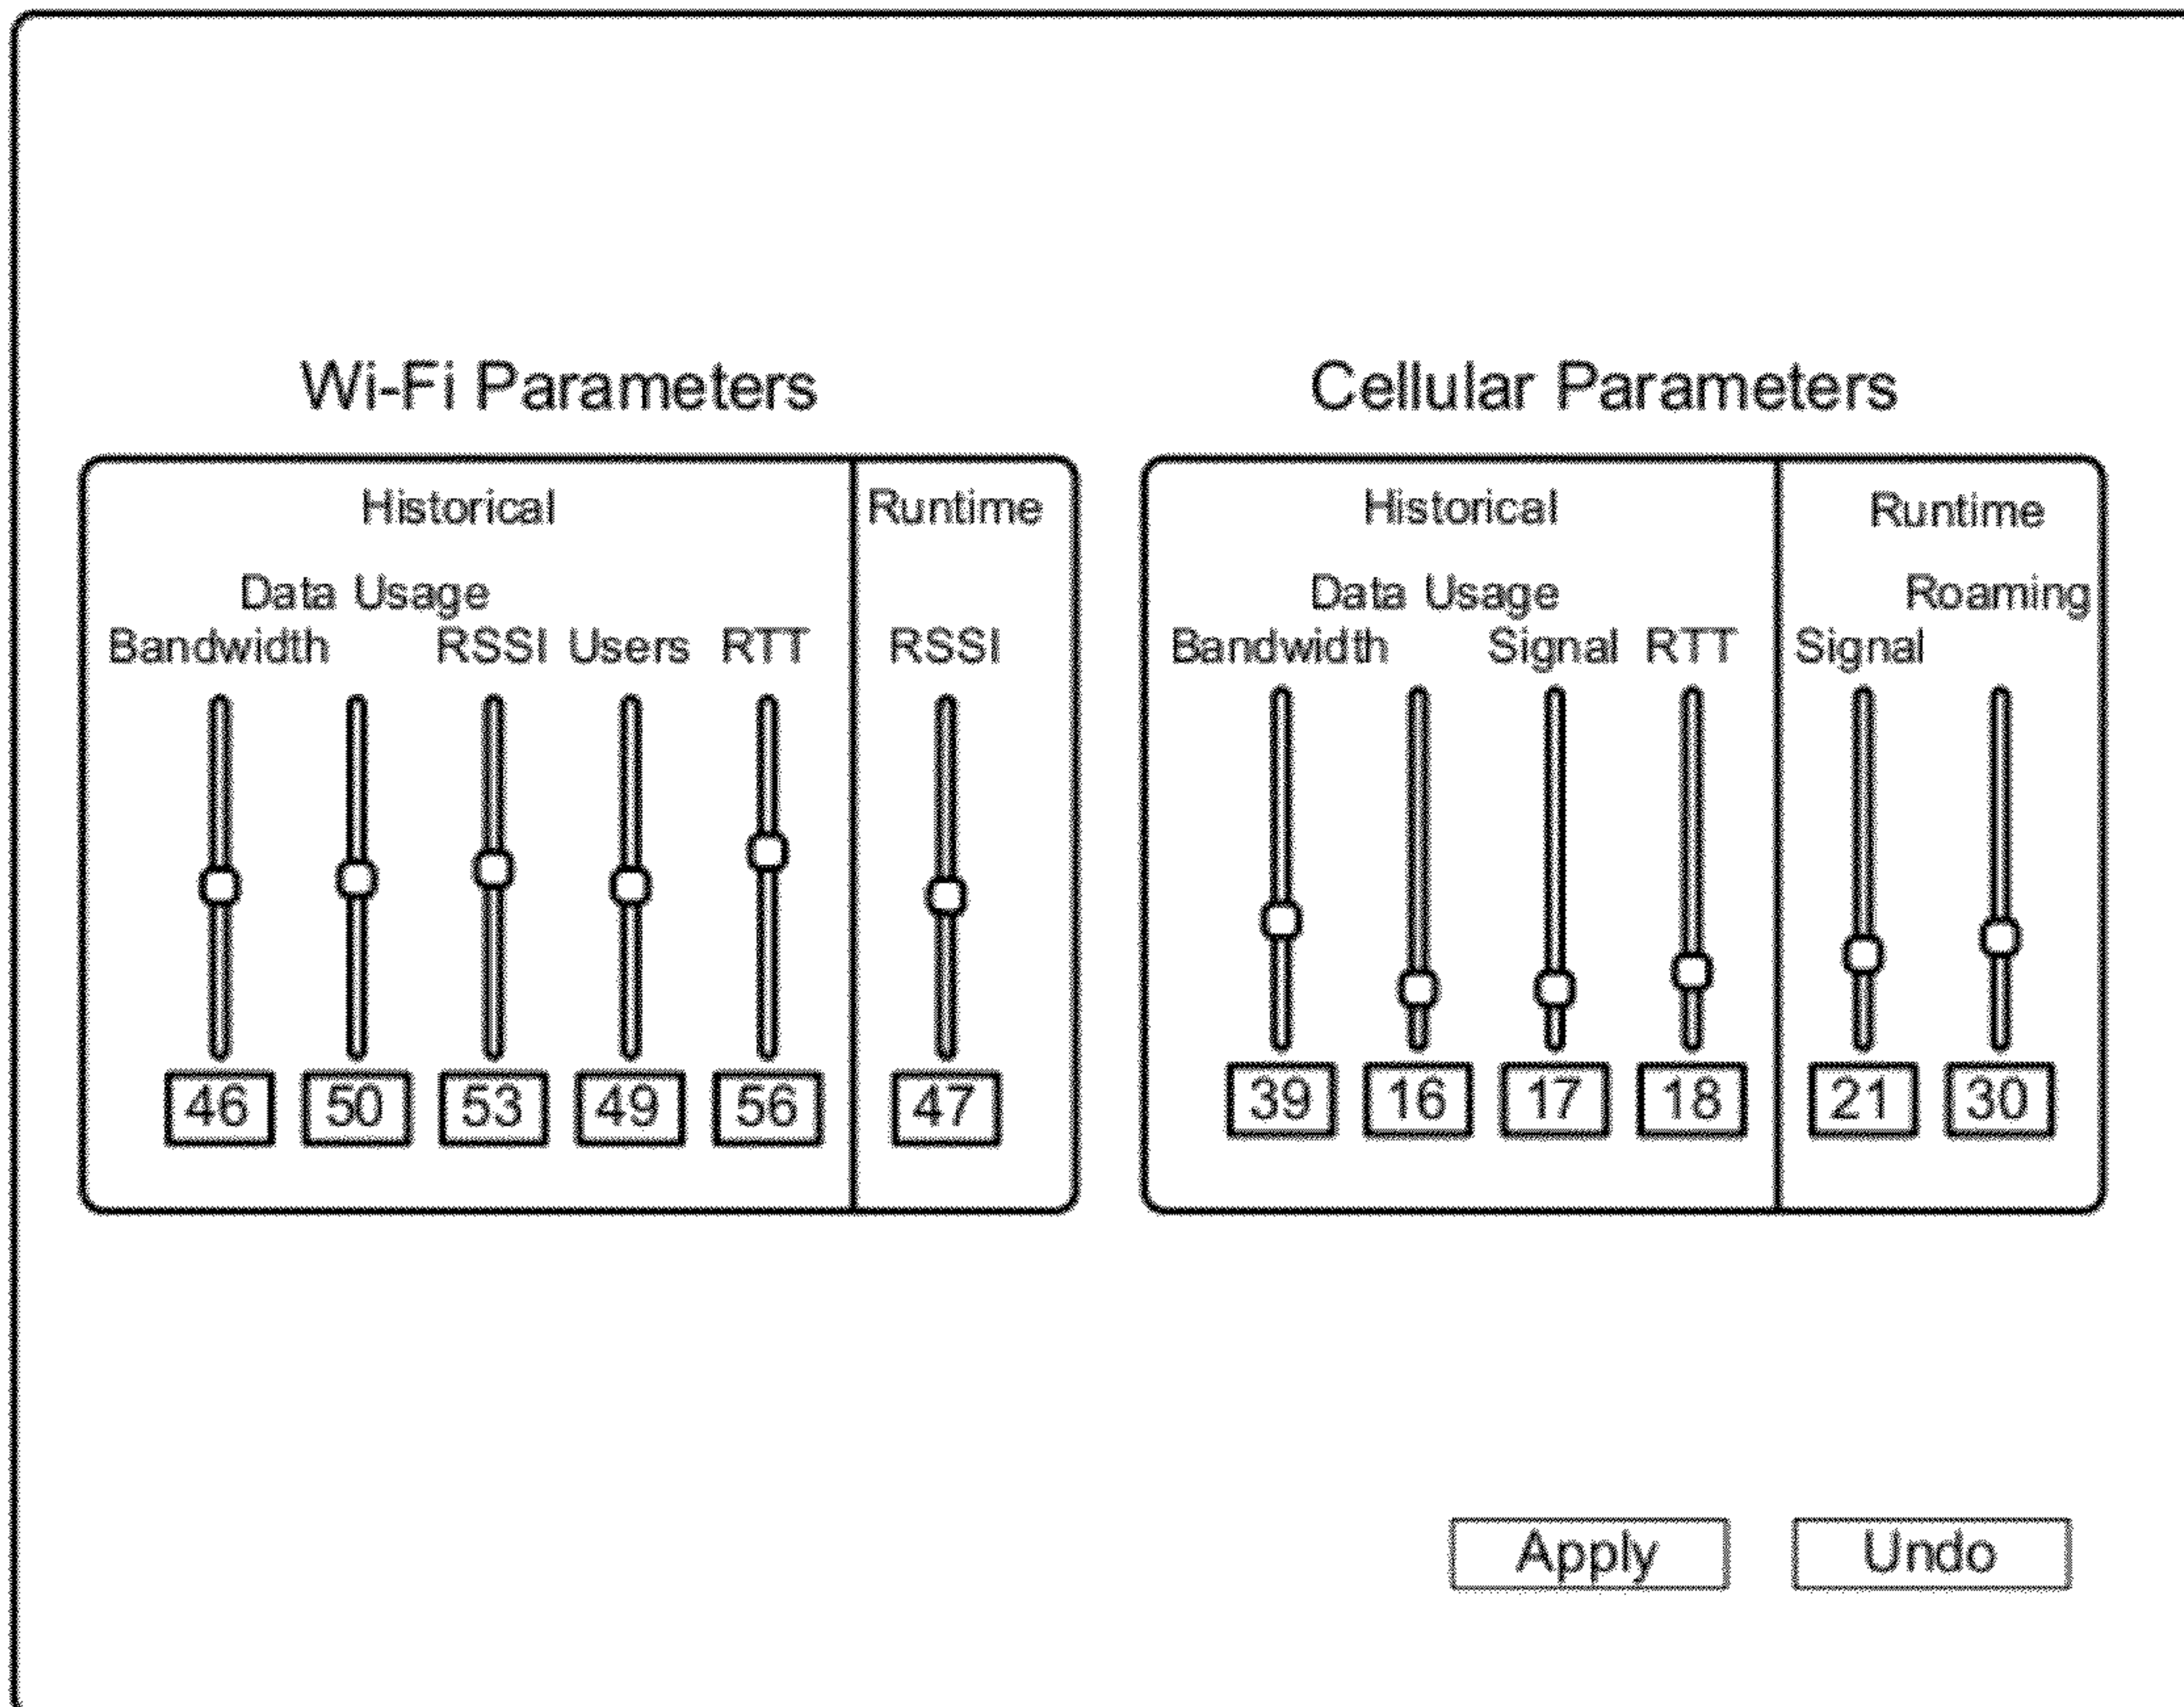 Wi-Fi Parameters
Historical
Runtime
Data Usage
Bandwidth RSSI Users RTT
RSSI
46 50 53 49 56
47
Cellular Parameters
Historical
Runtime
Data Usage
Roaming
Bandwidth Signal RTT
Signal
39 16 17 18
21 30
Apply
Undo